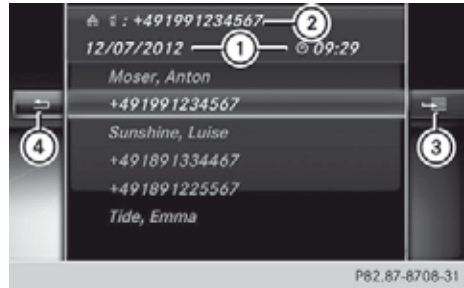 : +491991234567 2
12/07/2012 1 09:29
Moser, Anton
+491991234567
Sunshine, Luise
+491891334467
+491891225567
Tide, Emma
4
3
P82.87-8708-31